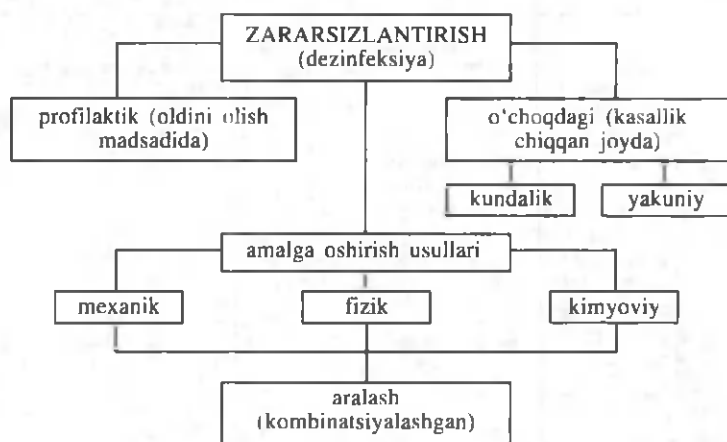 ZARARSIZLANTIRISH
(dezinfeksiya)
profilaktik (oldini olish
madsadida)
o‘choqdagi (kasallik
chiqqan joyda)
kundalik
yakuniy
amalga oshirish usullari
mexanik
fizik
kimyoviy
aralash
(kombinatsiyalashgan)